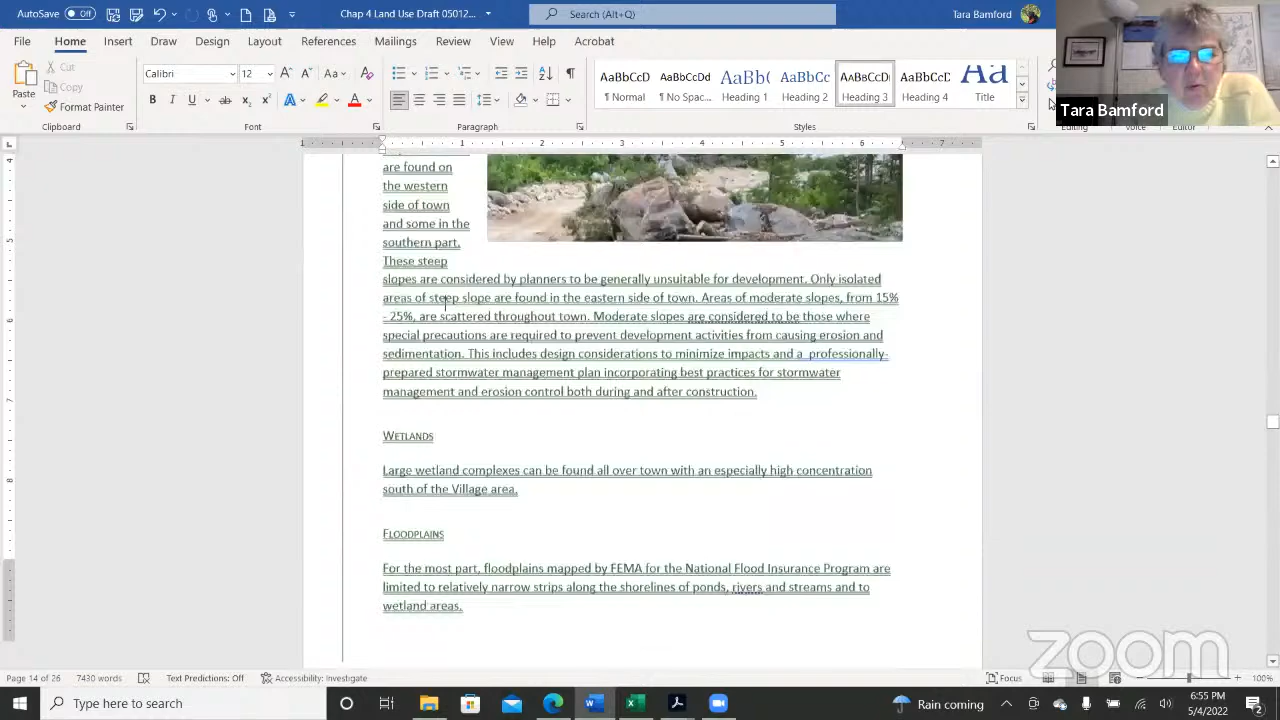 Chap 4 Draft 05012...
Search (Alt+Q)
Tara Bamford
File Home Insert Draw Design Layout References Mailings Review View Help Acrobat
Paste
Cut
Copy
Format Painter
Clipboard
Calibri 12
Font
Paragraph
AaBbCcD AaBbCcDd AaBb( AaBbCc AaBbCcD AaBbCcD Aa
¶ Normal ¶ No Spac... Heading 1 Heading 2 Heading 3 Heading 4 Title
Styles
Editing Voice Editor
Tara Bamford
are found on
the western
side of town
and some in the
southern part.
These steep
slopes are considered by planners to be generally unsuitable for development. Only isolated
areas of steep slope are found in the eastern side of town. Areas of moderate slopes, from 15%
- 25%, are scattered throughout town. Moderate slopes are considered to be those where
special precautions are required to prevent development activities from causing erosion and
sedimentation. This includes design considerations to minimize impacts and a professionally-
prepared stormwater management plan incorporating best practices for stormwater
management and erosion control both during and after construction.
WETLANDS
Large wetland complexes can be found all over town with an especially high concentration
south of the Village area.
FLOODPLAINS
For the most part, floodplains mapped by FEMA for the National Flood Insurance Program are
limited to relatively narrow strips along the shorelines of ponds, rivers and streams and to
wetland areas.
zoom
Page 14 of 26 7430 words Text Predictions: Off Accessibility: Investigate Focus 100%
Type here to search
Rain coming
6:55 PM
5/4/2022